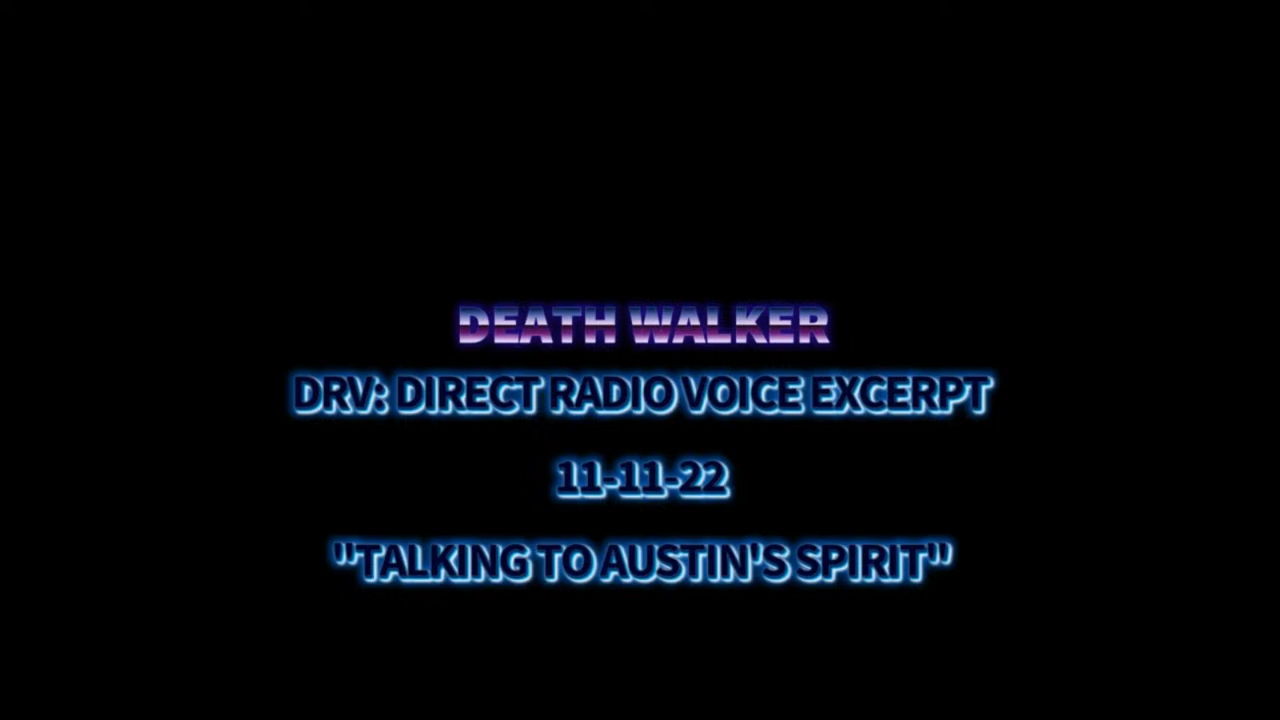 DEATH WALKER
DRV: DIRECT RADIO VOICE EXCERPT
11-11-22
"TALKING TO AUSTIN'S SPIRIT"